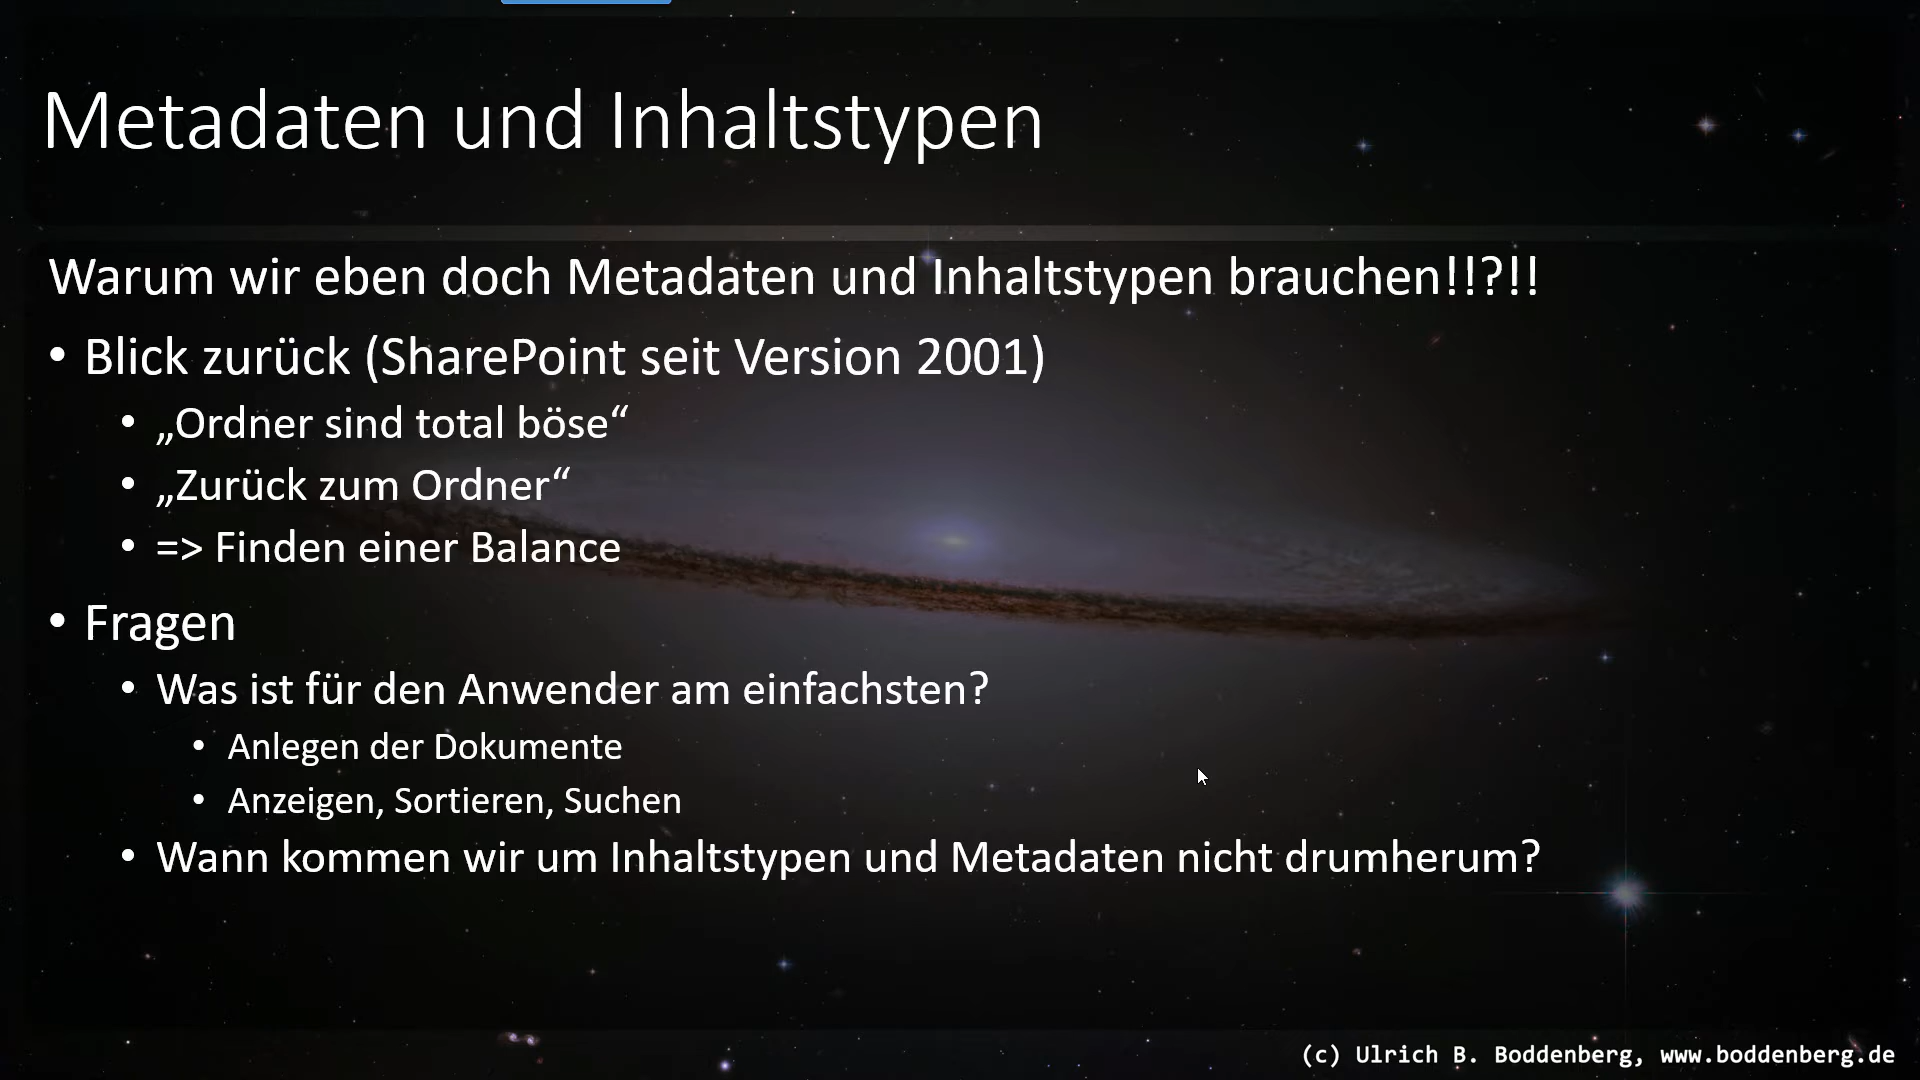 Metadaten und Inhaltstypen
Warum wir eben doch Metadaten und Inhaltstypen brauchen!!?!!
• Blick zurück (SharePoint seit Version 2001)
• „Ordner sind total böse“
• „Zurück zum Ordner“
• => Finden einer Balance
• Fragen
• Was ist für den Anwender am einfachsten?
• Anlegen der Dokumente
• Anzeigen, Sortieren, Suchen
• Wann kommen wir um Inhaltstypen und Metadaten nicht drumherum?
(c) Ulrich B. Boddenberg, www.boddenberg.de